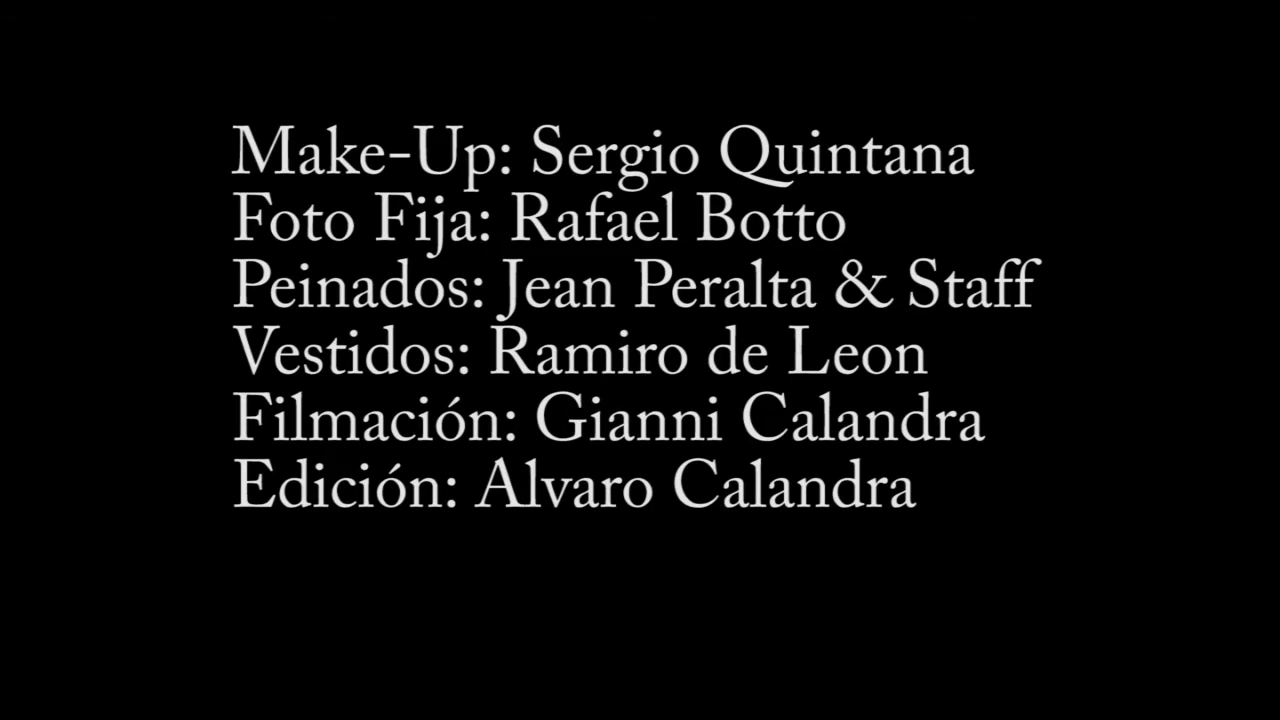 Make-Up: Sergio Quintana
Foto Fija: Rafael Botto
Peinados: Jean Peralta & Staff
Vestidos: Ramiro de Leon
Filmación: Gianni Calandra
Edición: Alvaro Calandra